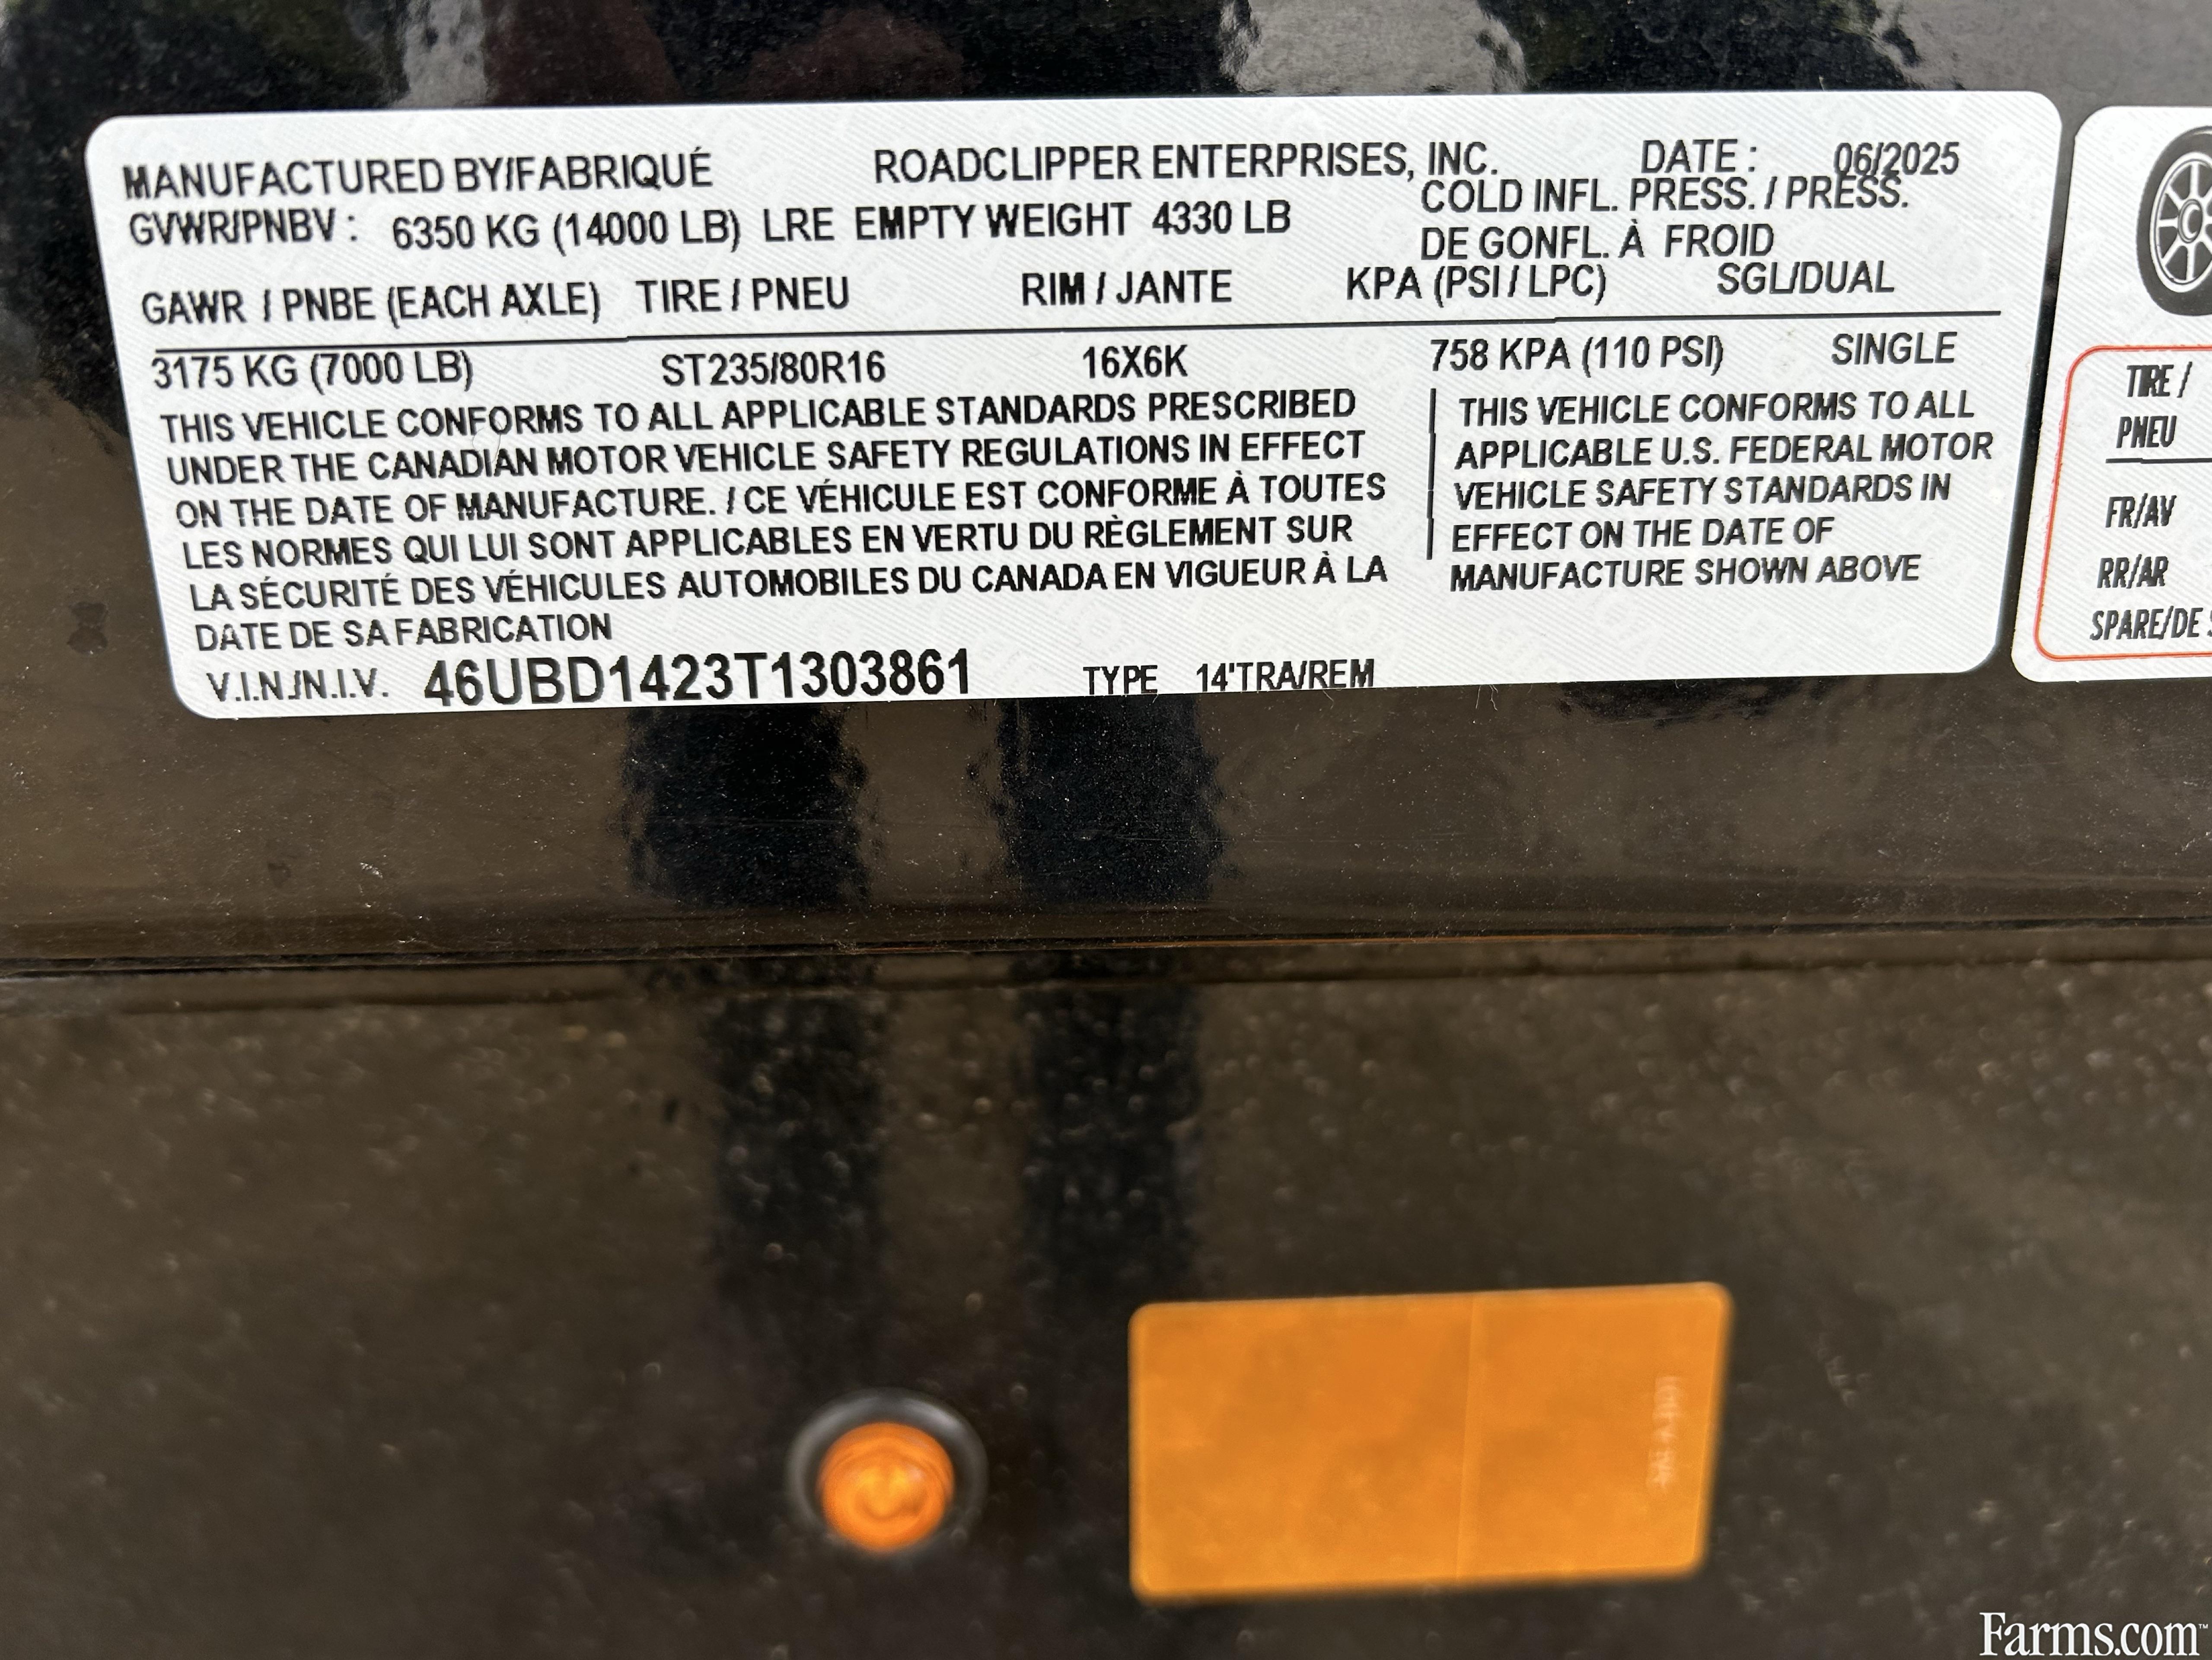 MANUFACTURED BY/FABRIQUÉ ROADCLIPPER ENTERPRISES, INC. DATE : 06/2025
GVWR/PNBV : 6350 KG (14000 LB) LRE EMPTY WEIGHT 4330 LB
COLD INFL. PRESS. / PRESS.
DE GONFL. À FROID
GAWR / PNBE (EACH AXLE) TIRE / PNEU RIM / JANTE KPA (PSI / LPC) SGL/DUAL
3175 KG (7000 LB) ST235/80R16 16X6K 758 KPA (110 PSI) SINGLE
THIS VEHICLE CONFORMS TO ALL APPLICABLE STANDARDS PRESCRIBED
UNDER THE CANADIAN MOTOR VEHICLE SAFETY REGULATIONS IN EFFECT
ON THE DATE OF MANUFACTURE. / CE VÉHICULE EST CONFORME À TOUTES
LES NORMES QUI LUI SONT APPLICABLES EN VERTU DU RÈGLEMENT SUR
LA SÉCURITÉ DES VÉHICULES AUTOMOBILES DU CANADA EN VIGUEUR À LA
DATE DE SA FABRICATION
THIS VEHICLE CONFORMS TO ALL
APPLICABLE U.S. FEDERAL MOTOR
VEHICLE SAFETY STANDARDS IN
EFFECT ON THE DATE OF
MANUFACTURE SHOWN ABOVE
V.I.N./N.I.V. 46UBD1423T1303861 TYPE 14'TRA/REM
TIRE /
PNEU
FR/AV
RR/AR
SPARE/DE
Farms.com™